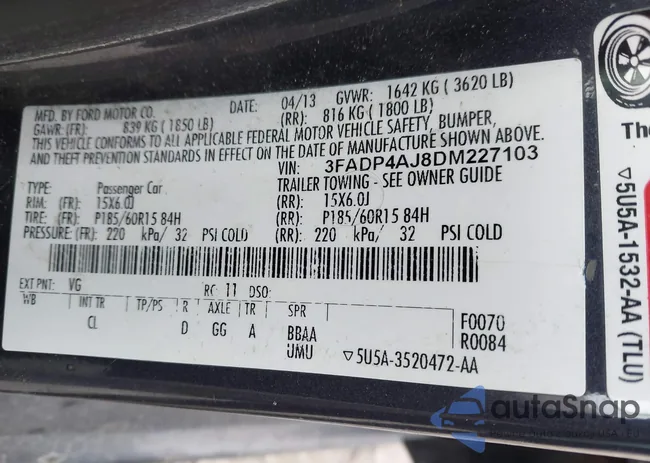 MFD. BY FORD MOTOR CO. DATE: 04/13 GVWR: 1642 KG ( 3620 LB)
GAWR: (FR): 839 KG ( 1850 LB) (RR): 816 KG ( 1800 LB)
THIS VEHICLE CONFORMS TO ALL APPLICABLE FEDERAL MOTOR VEHICLE SAFETY, BUMPER,
AND THEFT PREVENTION STANDARDS IN EFFECT ON THE DATE OF MANUFACTURE SHOWN ABOVE.
VIN: 3FADP4AJ8DM227103
TYPE: Passenger Car TRAILER TOWING - SEE OWNER GUIDE
RIM: (FR): 15X6.0J (RR): 15X6.0J
TIRE: (FR): P185/60R15 84H (RR): P185/60R15 84H
PRESSURE: (FR): 220 kPa/ 32 PSI COLD (RR): 220 kPa/ 32 PSI COLD
EXT PNT: VG RC: 11 DSO:
WB INT TR TP/PS R AXLE TR SPR
CL D GG A BBAA
UMU
F0070
R0084
▽5U5A-3520472-AA
The
▽5U5A-1532-AA (TLU)
autoSnap